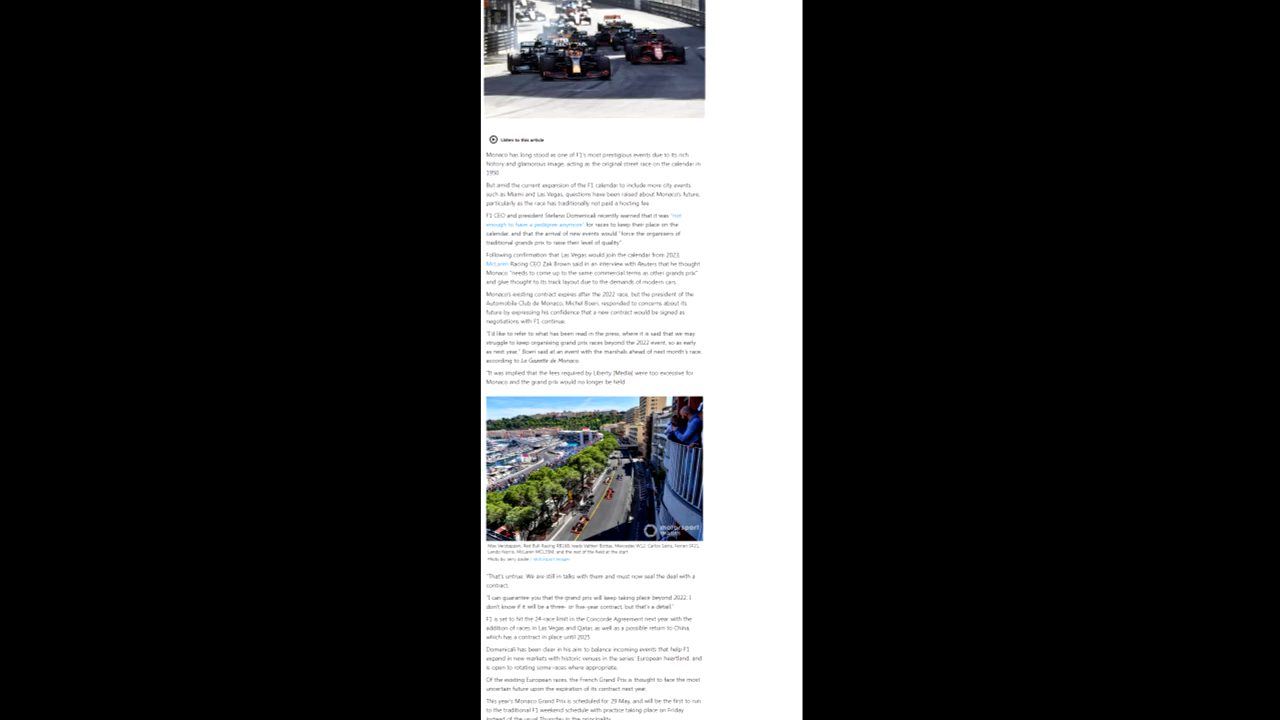 Listen to this article
Monaco has long stood as one of F1's most prestigious events due to its rich
history and glamorous image, acting as the original street race on the calendar in
1950.
But amid the current expansion of the F1 calendar to include more city events
such as Miami and Las Vegas, questions have been raised about Monaco's future,
particularly as the race has traditionally not paid a hosting fee.
F1 CEO and president Stefano Domenicali recently warned that it was "not
enough to have a pedigree anymore" for races to keep their place on the
calendar, and that the arrival of new events would "force the organisers of
traditional grands prix to raise their level of quality".
Following confirmation that Las Vegas would join the calendar from 2023,
McLaren Racing CEO Zak Brown said in an interview with Reuters that he thought
Monaco "needs to come up to the same commercial terms as other grands prix"
and give thought to its track layout due to the demands of modern cars.
Monaco's existing contract expires after the 2022 race, but the president of the
Automobile Club de Monaco, Michel Boeri, responded to concerns about its
future by expressing his confidence that a new contract would be signed as
negotiations with F1 continue.
"I'd like to refer to what has been read in the press, where it is said that we may
struggle to keep organising grand prix races beyond the 2022 event, so as early
as next year," Boeri said at an event with the marshals ahead of next month's race,
according to La Gazette de Monaco.
"It was implied that the fees required by Liberty [Media] were too excessive for
Monaco and the grand prix would no longer be held.
motorsport
Max Verstappen, Red Bull Racing RB16B, leads Valtteri Bottas, Mercedes W12, Carlos Sainz, Ferrari SF21,
Lando Norris, McLaren MCL35M, and the rest of the field at the start
Photo by: Jerry Andre / Motorsport Images
"That's untrue. We are still in talks with them and must now seal the deal with a
contract.
"I can guarantee you that the grand prix will keep taking place beyond 2022. I
don't know if it will be a three- or five-year contract, but that's a detail."
F1 is set to hit the 24-race limit in the Concorde Agreement next year with the
addition of races in Las Vegas and Qatar, as well as a possible return to China,
which has a contract in place until 2025.
Domenicali has been clear in his aim to balance incoming events that help F1
expand in new markets with historic venues in the series' European heartland, and
is open to rotating some races where appropriate.
Of the existing European races, the French Grand Prix is thought to face the most
uncertain future upon the expiration of its contract next year.
This year's Monaco Grand Prix is scheduled for 29 May, and will be the first to run
to the traditional F1 weekend schedule with practice taking place on Friday
instead of the usual Thursday in the principality.